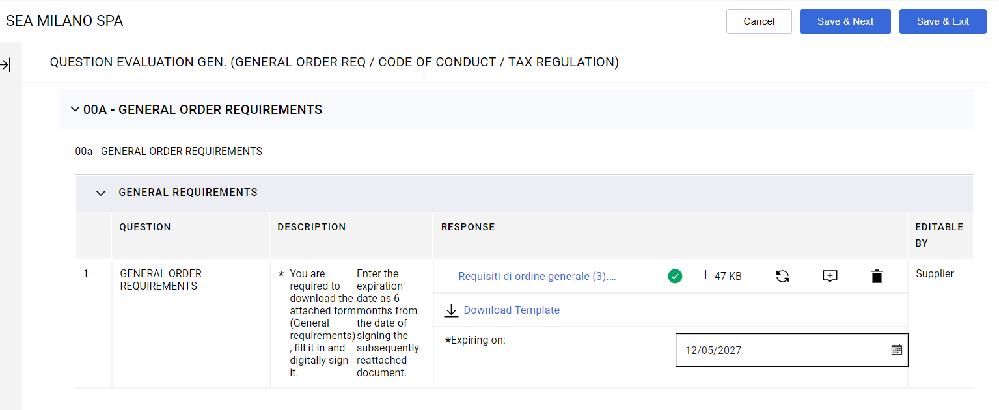 SEA MILANO SPA
Cancel
Save & Next
Save & Exit
QUESTION EVALUATION GEN. (GENERAL ORDER REQ / CODE OF CONDUCT / TAX REGULATION)
00A - GENERAL ORDER REQUIREMENTS
00a - GENERAL ORDER REQUIREMENTS
GENERAL REQUIREMENTS
QUESTION
DESCRIPTION
RESPONSE
EDITABLE
BY
1
GENERAL ORDER
REQUIREMENTS
* You are
required to
download the
attached form
(General
requirements)
, fill it in and
digitally sign
it.
Enter the
expiration
date as 6
months from
the date of
signing the
subsequently
reattached
document.
Requisiti di ordine generale (3)....
47 KB
Download Template
*Expiring on:
12/05/2027
Supplier